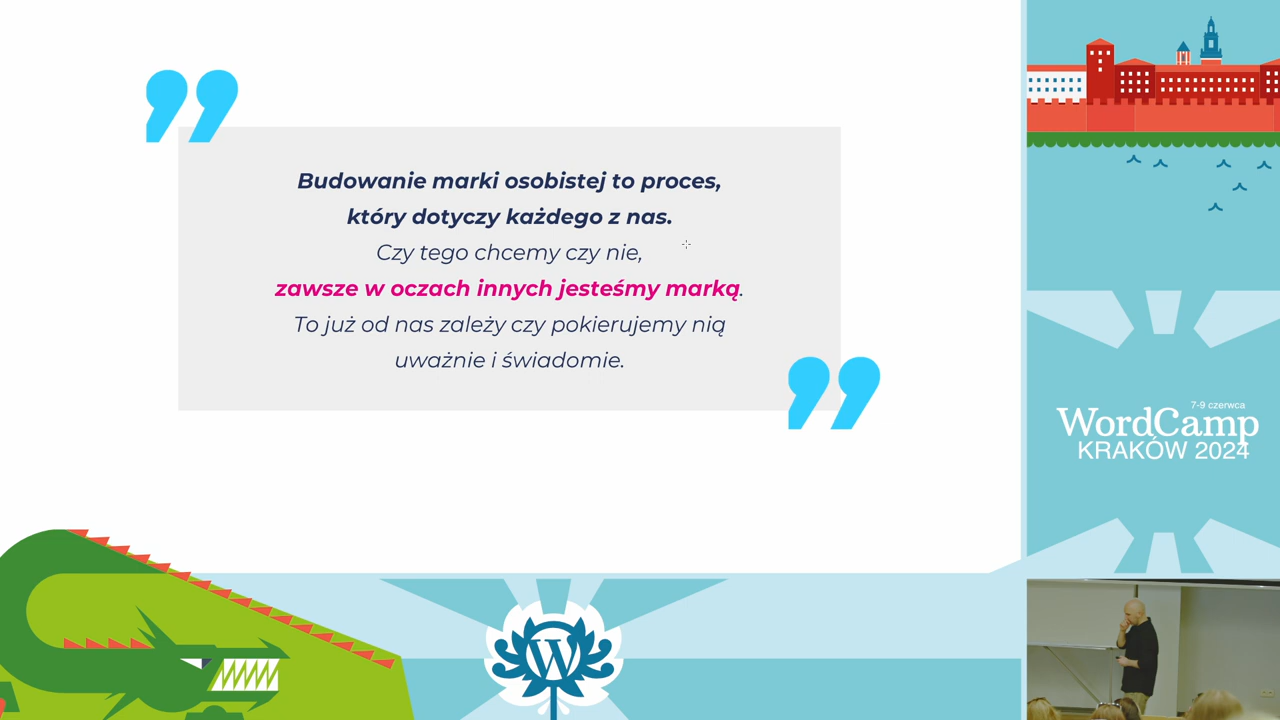 ”
Budowanie marki osobistej to proces,
który dotyczy każdego z nas.
Czy tego chcemy czy nie,
zawsze w oczach innych jesteśmy marką.
To już od nas zależy czy pokierujemy nią
uważnie i świadomie.
”
7-9 czerwca
WordCamp
KRAKÓW 2024
W